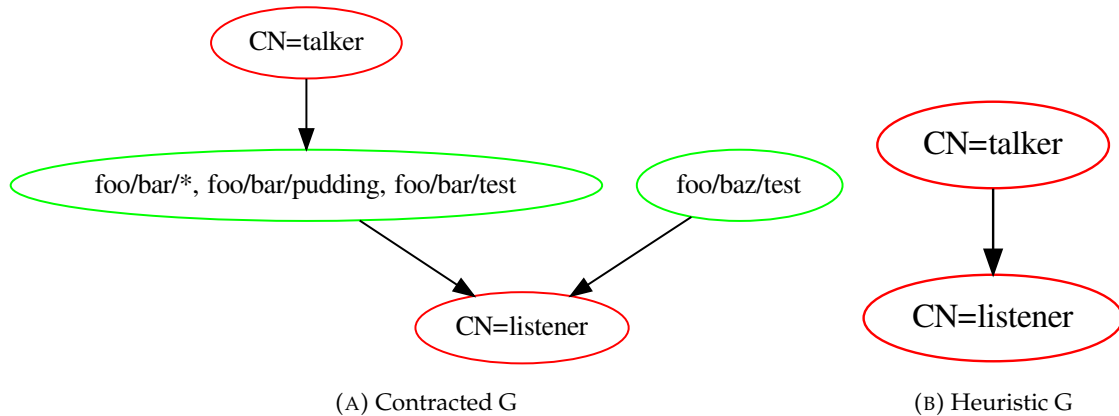 CN=talker
foo/bar/*, foo/bar/pudding, foo/bar/test
foo/baz/test
CN=listener
(A) Contracted G
CN=talker
CN=listener
(B) Heuristic G